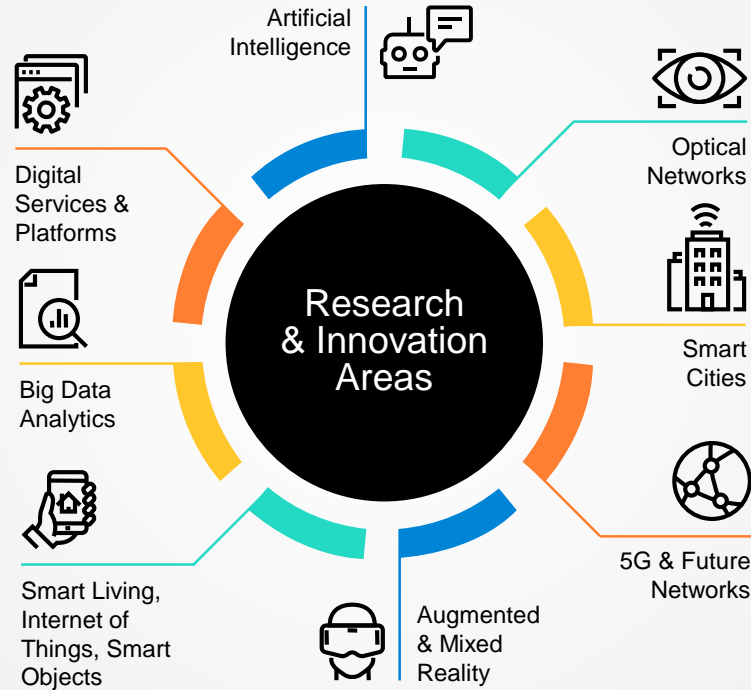 Artificial
Intelligence
Optical
Networks
Digital
Services &
Platforms
Research
& Innovation
Areas
Smart
Cities
Big Data
Analytics
5G & Future
Networks
Smart Living,
Internet of
Things, Smart
Objects
Augmented
& Mixed
Reality